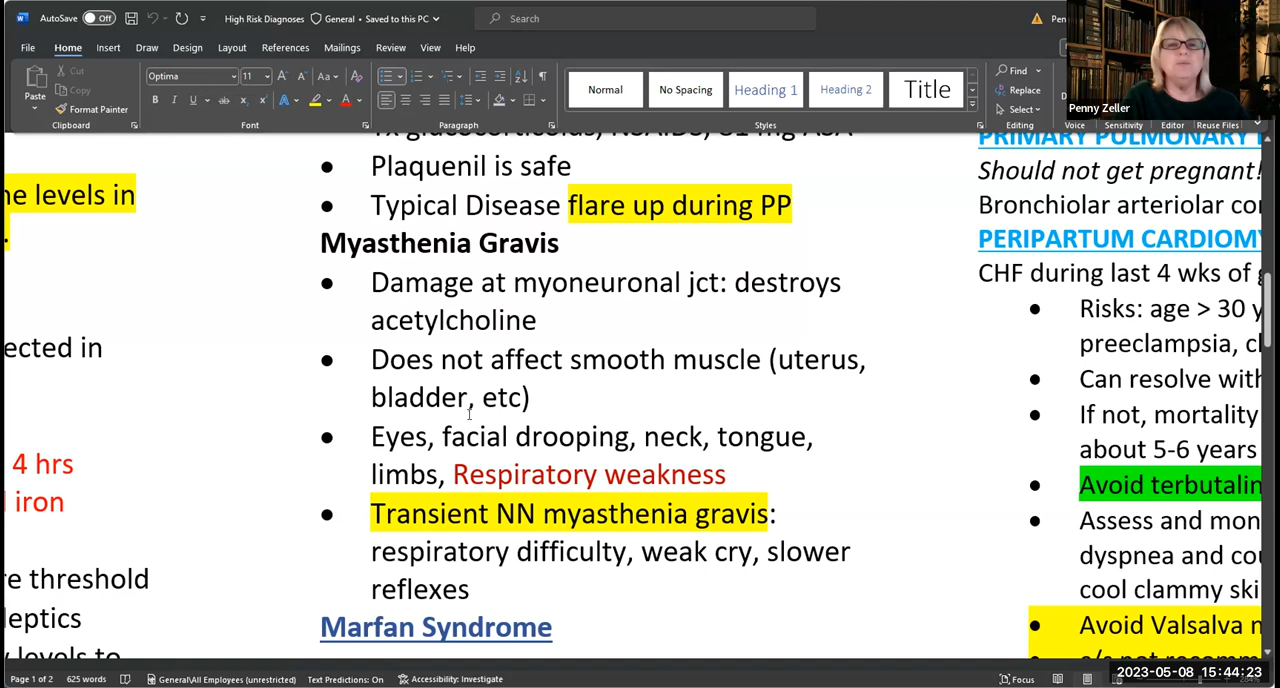 AutoSave Off High Risk Diagnoses General • Saved to this PC Search
File Home Insert Draw Design Layout References Mailings Review View Help
Paste Cut Copy Format Painter
Optima 11
Normal No Spacing Heading 1 Heading 2 Title
Find Replace Select
Clipboard Font Paragraph Styles Editing Voice Sensitivity Editor Reuse Files
Penny Zeller
levels in
.
ected in
4 hrs
iron
threshold
levels to
Plaquenil is safe
Typical Disease flare up during PP
Myasthenia Gravis
Damage at myoneuronal jct: destroys
acetylcholine
Does not affect smooth muscle (uterus,
bladder, etc)
Eyes, facial drooping, neck, tongue,
limbs, Respiratory weakness
Transient NN myasthenia gravis:
respiratory difficulty, weak cry, slower
reflexes
Marfan Syndrome
PRIMARY PULMONARY
Should not get pregnant!
Bronchiolar arteriolar co
PERIPARTUM CARDIOMY
CHF during last 4 wks of
Risks: age > 30 y
preeclampsia, c
Can resolve wit
If not, mortality
about 5-6 years
Avoid terbutalin
Assess and mon
dyspnea and co
cool clammy ski
Avoid Valsalva
Page 1 of 2 625 words General\All Employees (unrestricted) Text Predictions: On Accessibility: Investigate Focus
2023-05-08 15:44:23